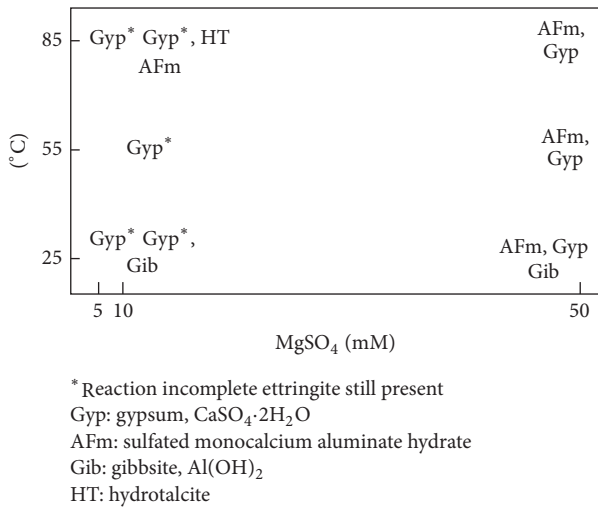 85
Gyp* Gyp*, HT
AFm
AFm,
Gyp
(°C)
55
Gyp*
AFm,
Gyp
25
Gyp* Gyp*,
Gib
AFm, Gyp
Gib
5 10 50
MgSO₄ (mM)
*Reaction incomplete ettringite still present
Gyp: gypsum, CaSO₄·2H₂O
AFm: sulfated monocalcium aluminate hydrate
Gib: gibbsite, Al(OH)₂
HT: hydrotalcite